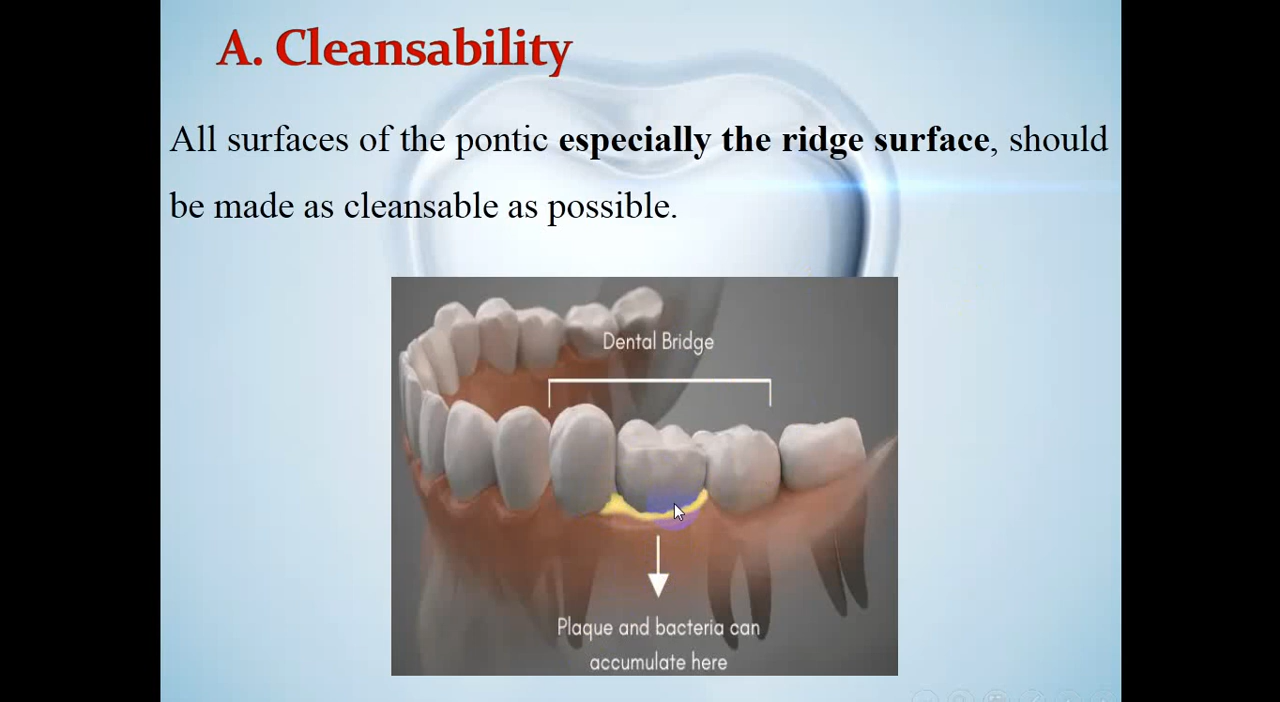 A. Cleansability
All surfaces of the pontic especially the ridge surface, should
be made as cleansable as possible.
Dental Bridge
Plaque and bacteria can
accumulate here